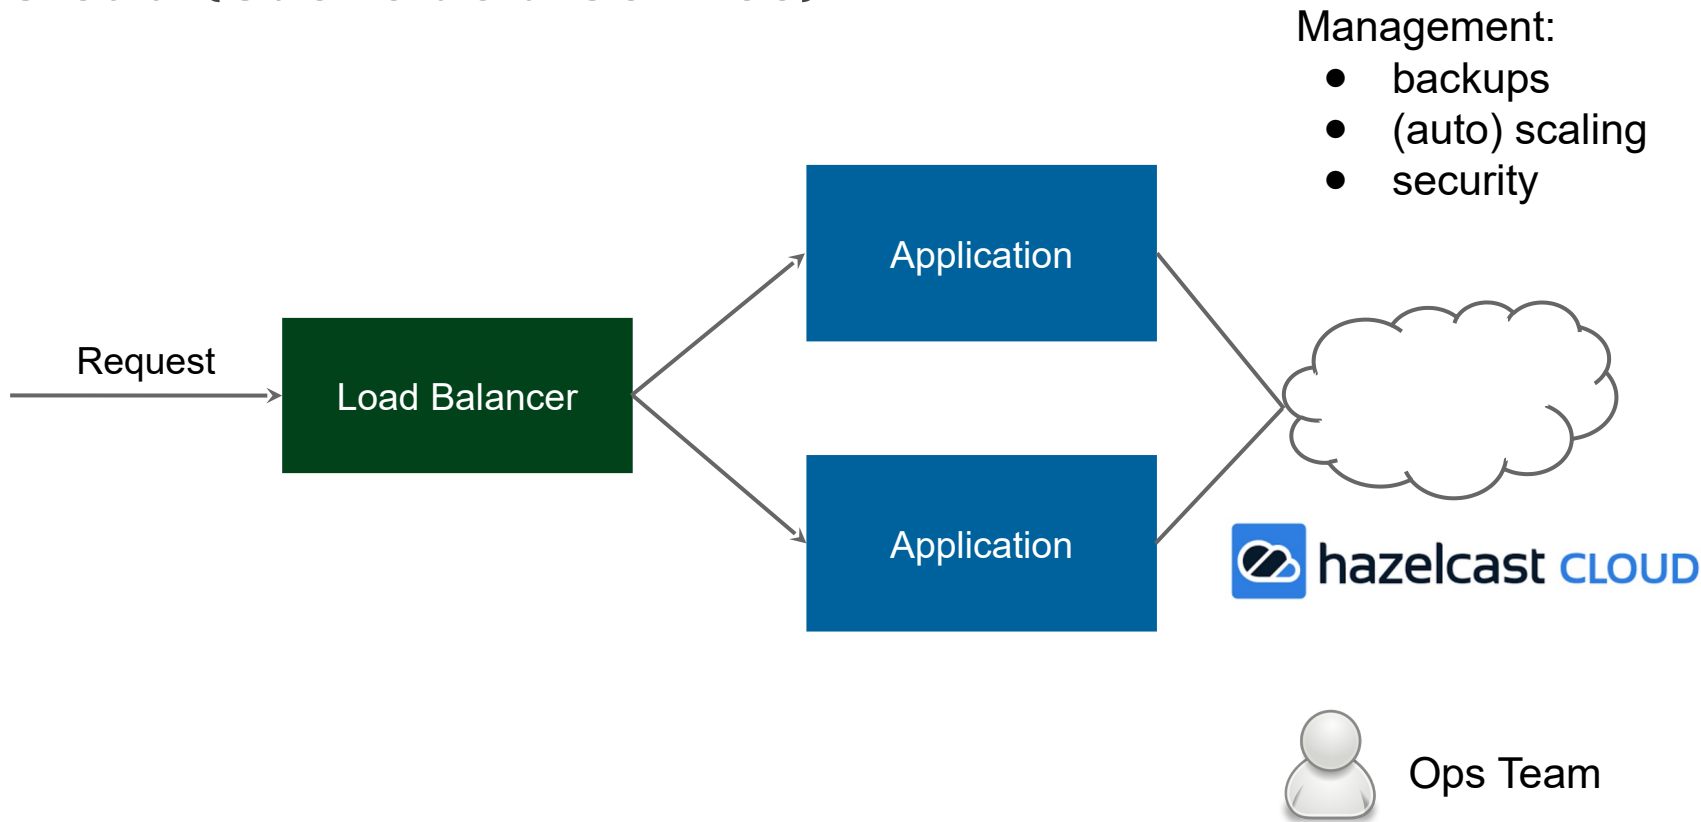 Management:
● backups
● (auto) scaling
● security
Application
Request
Load Balancer
Application
hazelcast CLOUD
Ops Team